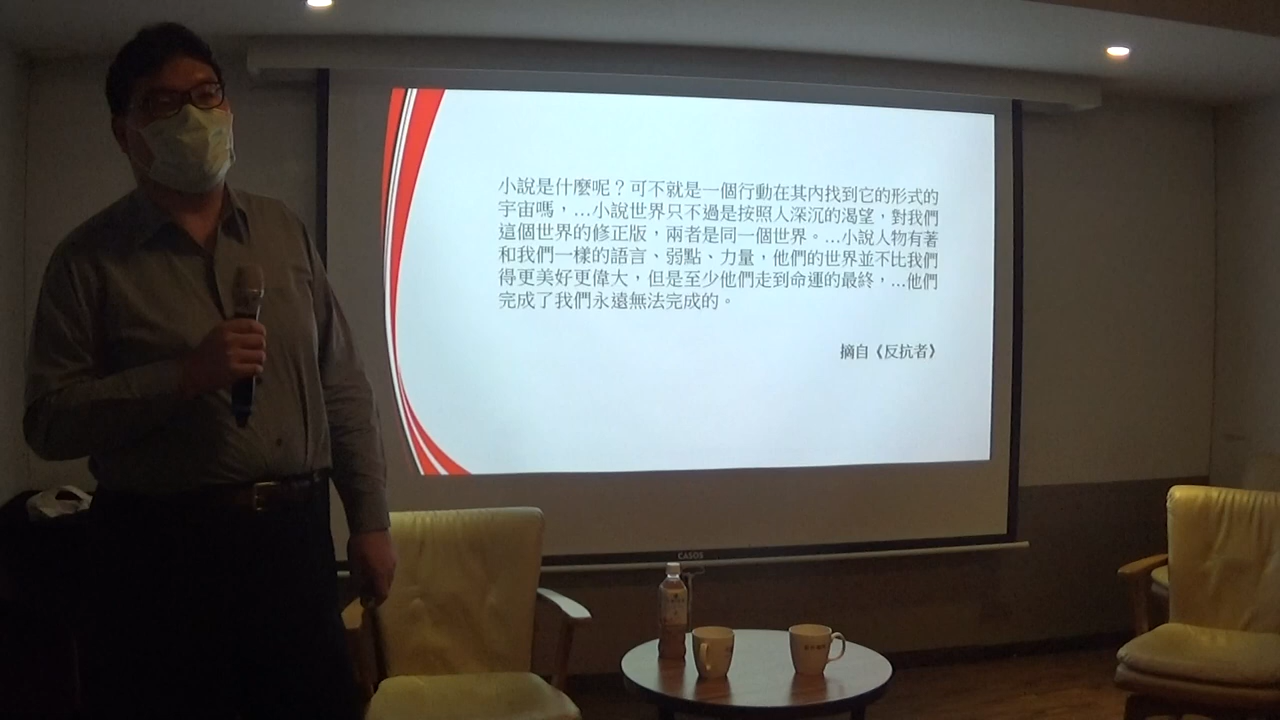 小說是什麼呢？可不就是一個行動在其內找到它的形式的
宇宙嗎，…小說世界只不過是按照人深沉的渴望，對我們
這個世界的修正版，兩者是同一個世界。…小說人物有著
和我們一樣的語言、弱點、力量，他們的世界並不比我們
得更美好更偉大，但是至少他們走到命運的最終，…他們
完成了我們永遠無法完成的。
摘自《反抗者》
CASOS